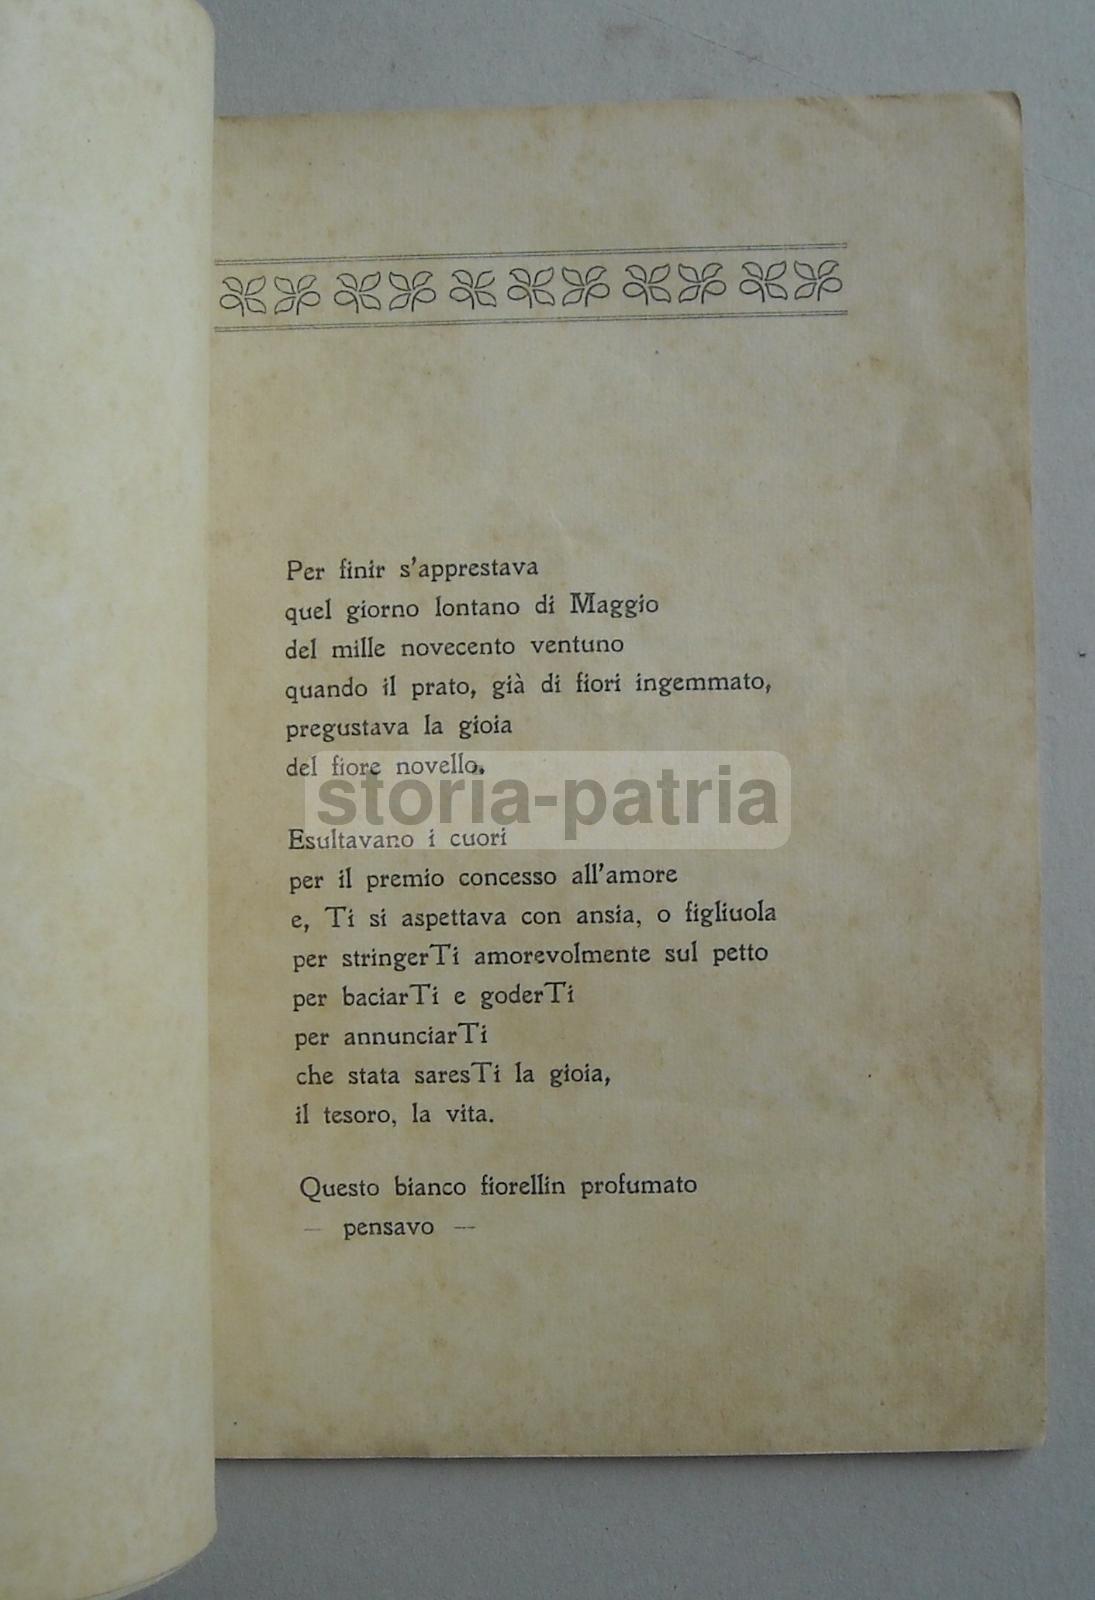 Per finir s'apprestava
quel giorno lontano di Maggio
del mille novecento ventuno
quando il prato, già di fiori ingemmato,
pregustava la gioia
del fiore novello.
storia-patria
Esultavano i cuori
per il premio concesso all'amore
e, Ti si aspettava con ansia, o figliuola
per stringerTi amorevolmente sul petto
per baciarTi e goderTi
per annunciarTi
che stata saresTi la gioia,
il tesoro, la vita.
Questo bianco fiorellin profumato
— pensavo —